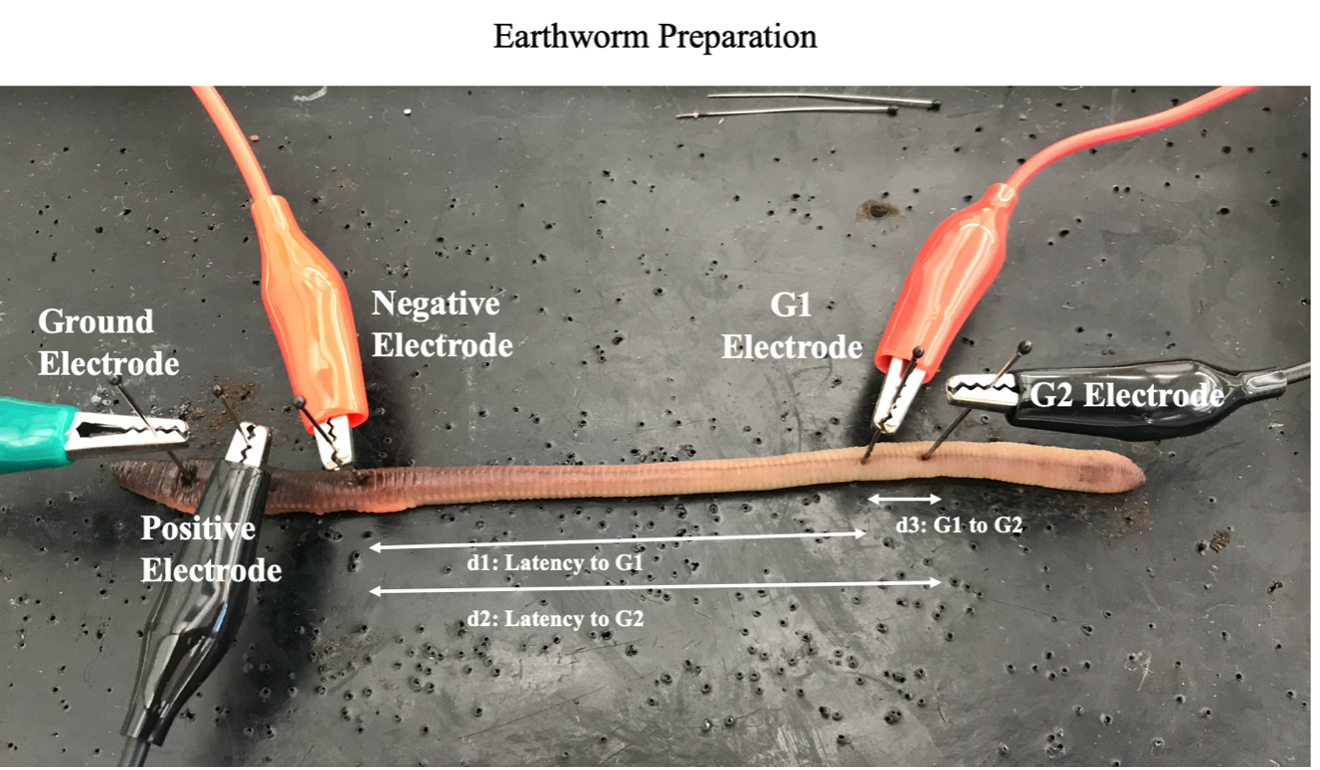 Earthworm Preparation
Ground
Electrode
Negative
Electrode
G1
Electrode
G2 Electrode
Positive
Electrode
d3: G1 to G2
d1: Latency to G1
d2: Latency to G2